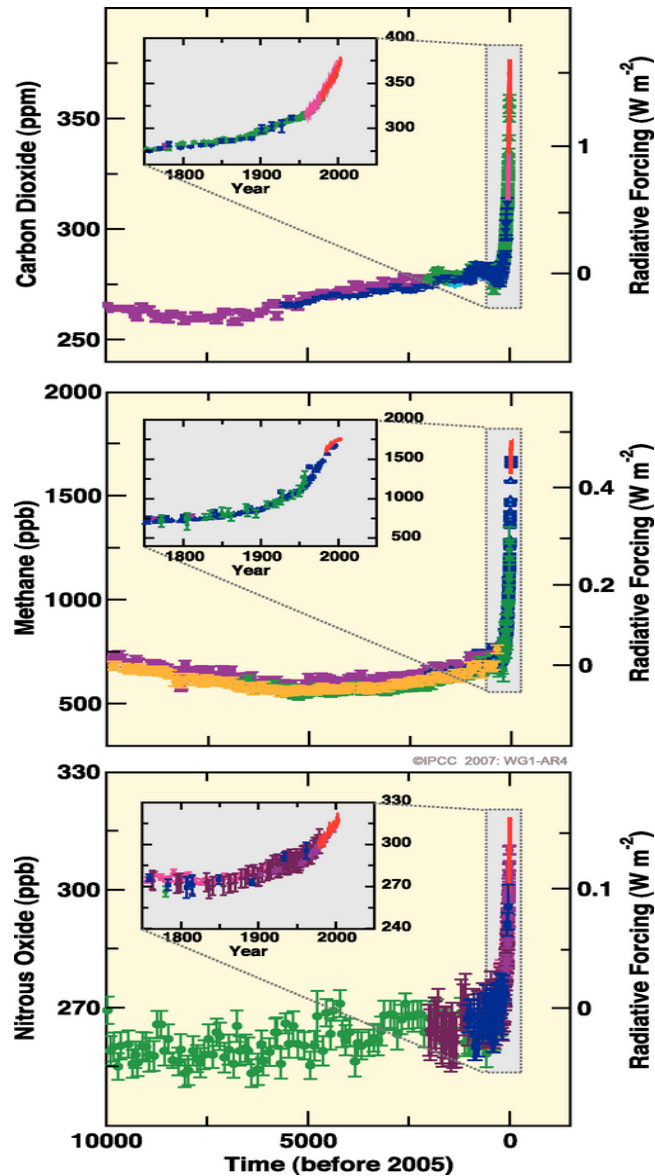 400
350
300
1800 1900 2000
Year
Carbon Dioxide (ppm)
350
300
250
Radiative Forcing (W m-2)
1
0
2000
1500
1000
500
1800 1900 2000
Year
Methane (ppb)
2000
1500
1000
500
Radiative Forcing (W m-2)
0.4
0.2
0
©IPCC 2007: WG1-AR4
330
300
270
240
1800 1900 2000
Year
Nitrous Oxide (ppb)
330
300
270
Radiative Forcing (W m-2)
0.1
0
10000 5000 0
Time (before 2005)